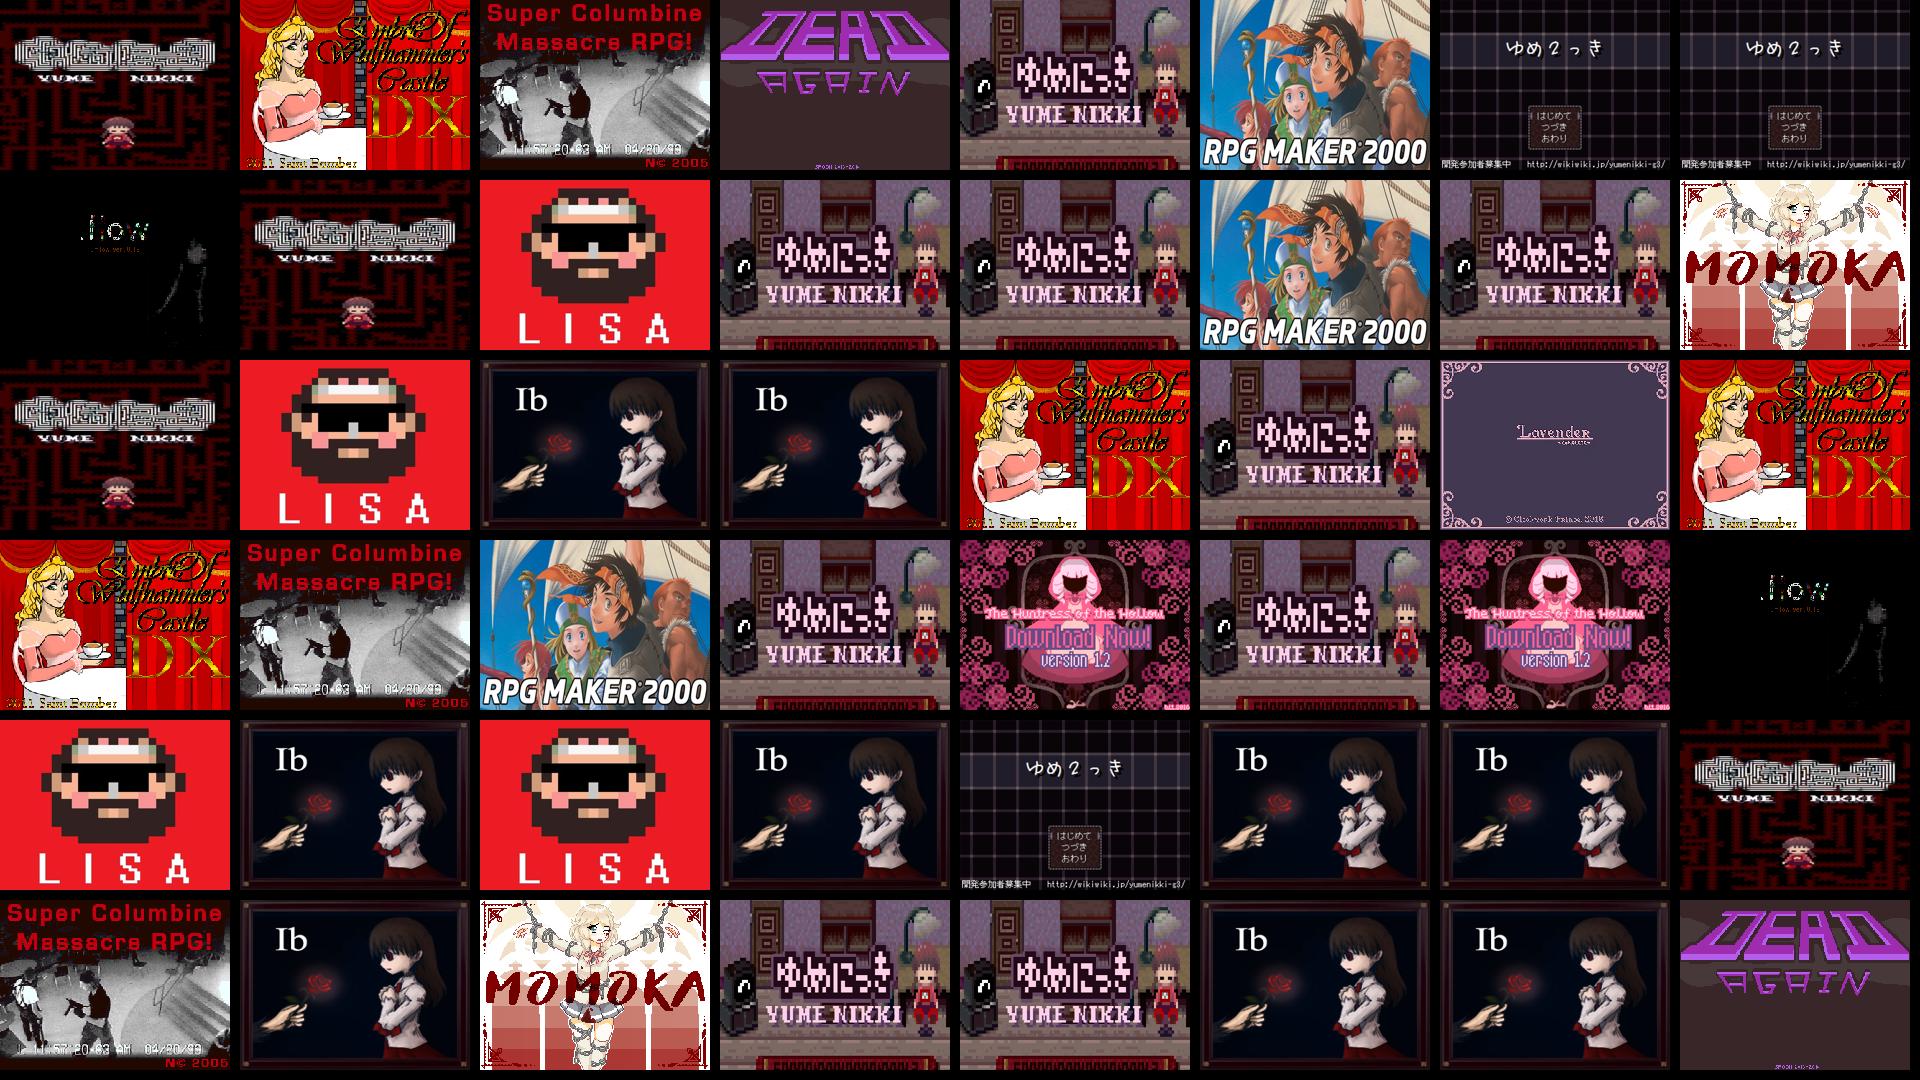 YUME NIKKI
Wulfhammer's
Castle
DX
2011 Saint Bomber
Super Columbine
Massacre RPG!
11:57:20·83 AM 04/20/99
N© 2005
DEAD
AGAIN
ゆめにっき
YUME NIKKI
RPG MAKER 2000
ゆめ2っき
はじめて
つづき
おわり
開発参加者募集中 http://wikiwiki.jp/yumenikki-g3/
ゆめ2っき
はじめて
つづき
おわり
開発参加者募集中 http://wikiwiki.jp/yumenikki-g3/
.flow
YUME NIKKI
LISA
ゆめにっき
YUME NIKKI
ゆめにっき
YUME NIKKI
RPG MAKER 2000
ゆめにっき
YUME NIKKI
MOMOKA
YUME NIKKI
LISA
Ib
Ib
Wulfhammer's
Castle
DX
2011 Saint Bomber
ゆめにっき
YUME NIKKI
Lavender
Wulfhammer's
Castle
DX
2011 Saint Bomber
Wulfhammer's
Castle
DX
2011 Saint Bomber
Super Columbine
Massacre RPG!
11:57:20·83 AM 04/20/99
N© 2005
RPG MAKER 2000
ゆめにっき
YUME NIKKI
The Huntress of the Hollow
Download Now!
version 1.2
ゆめにっき
YUME NIKKI
The Huntress of the Hollow
Download Now!
version 1.2
.flow
LISA
Ib
LISA
Ib
ゆめ2っき
はじめて
つづき
おわり
開発参加者募集中 http://wikiwiki.jp/yumenikki-g3/
Ib
Ib
YUME NIKKI
Super Columbine
Massacre RPG!
11:57:20·83 AM 04/20/99
N© 2005
Ib
MOMOKA
ゆめにっき
YUME NIKKI
ゆめにっき
YUME NIKKI
Ib
Ib
DEAD
AGAIN